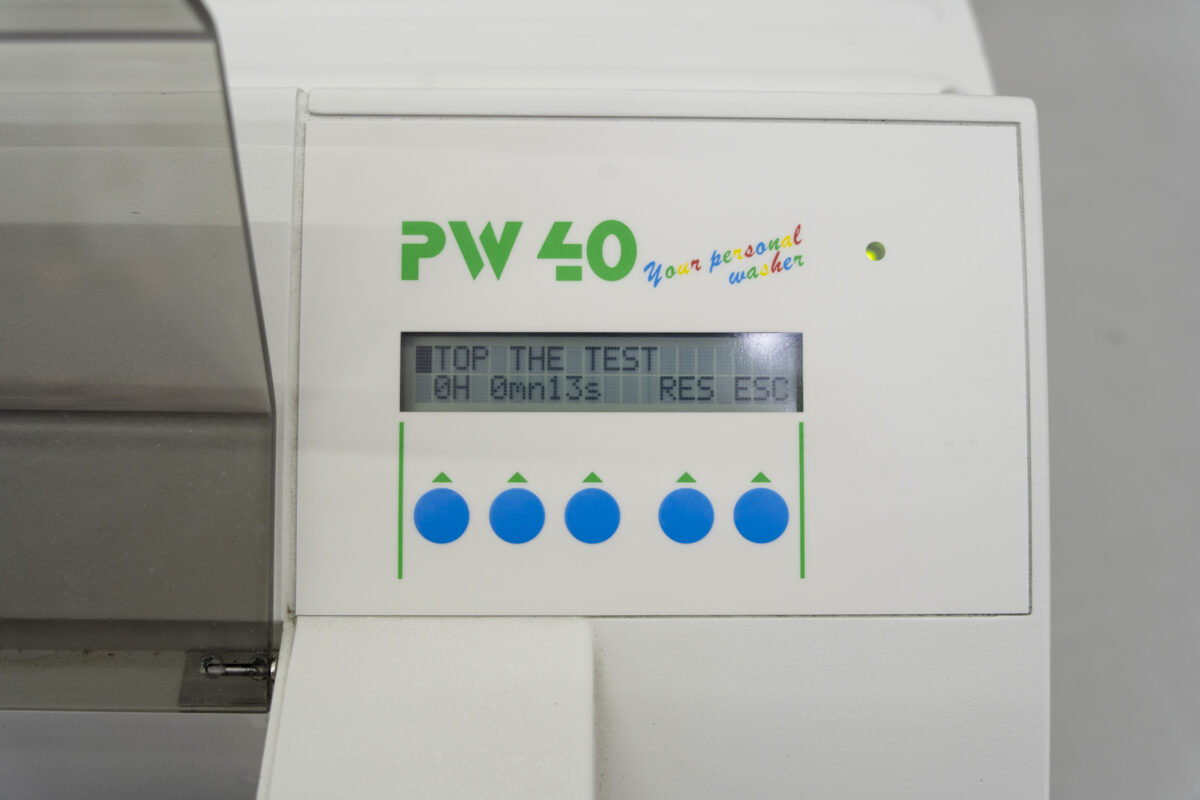 PW 40
Your personal
washer
TOP THE TEST
0H 0mn13s RES ESC